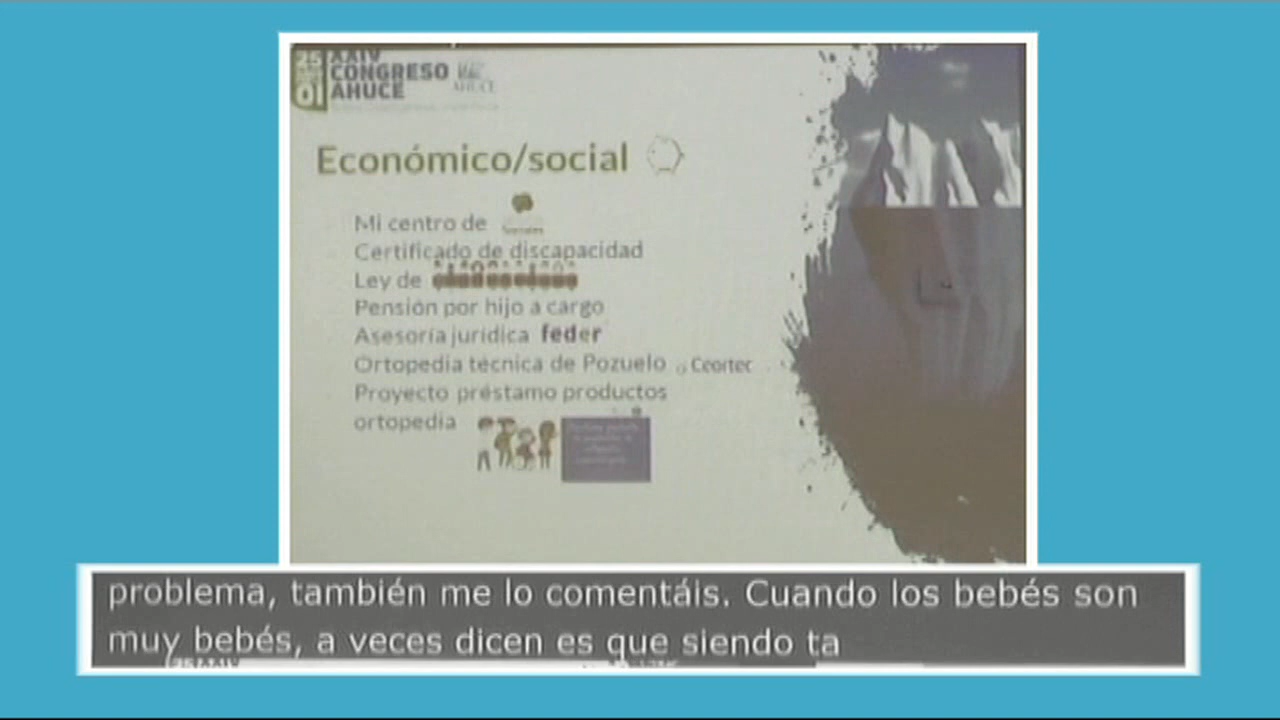 XXIV
CONGRESO
AHUCE
AHUCE
25
01
Económico/social
Mi centro de
Sociales
Certificado de discapacidad
Ley de
Pensión por hijo a cargo
Asesoría jurídica feder
Ortopedia técnica de Pozuelo o Ceortec
Proyecto préstamo productos
ortopedia
problema, también me lo comentáis. Cuando los bebés son
muy bebés, a veces dicen es que siendo ta